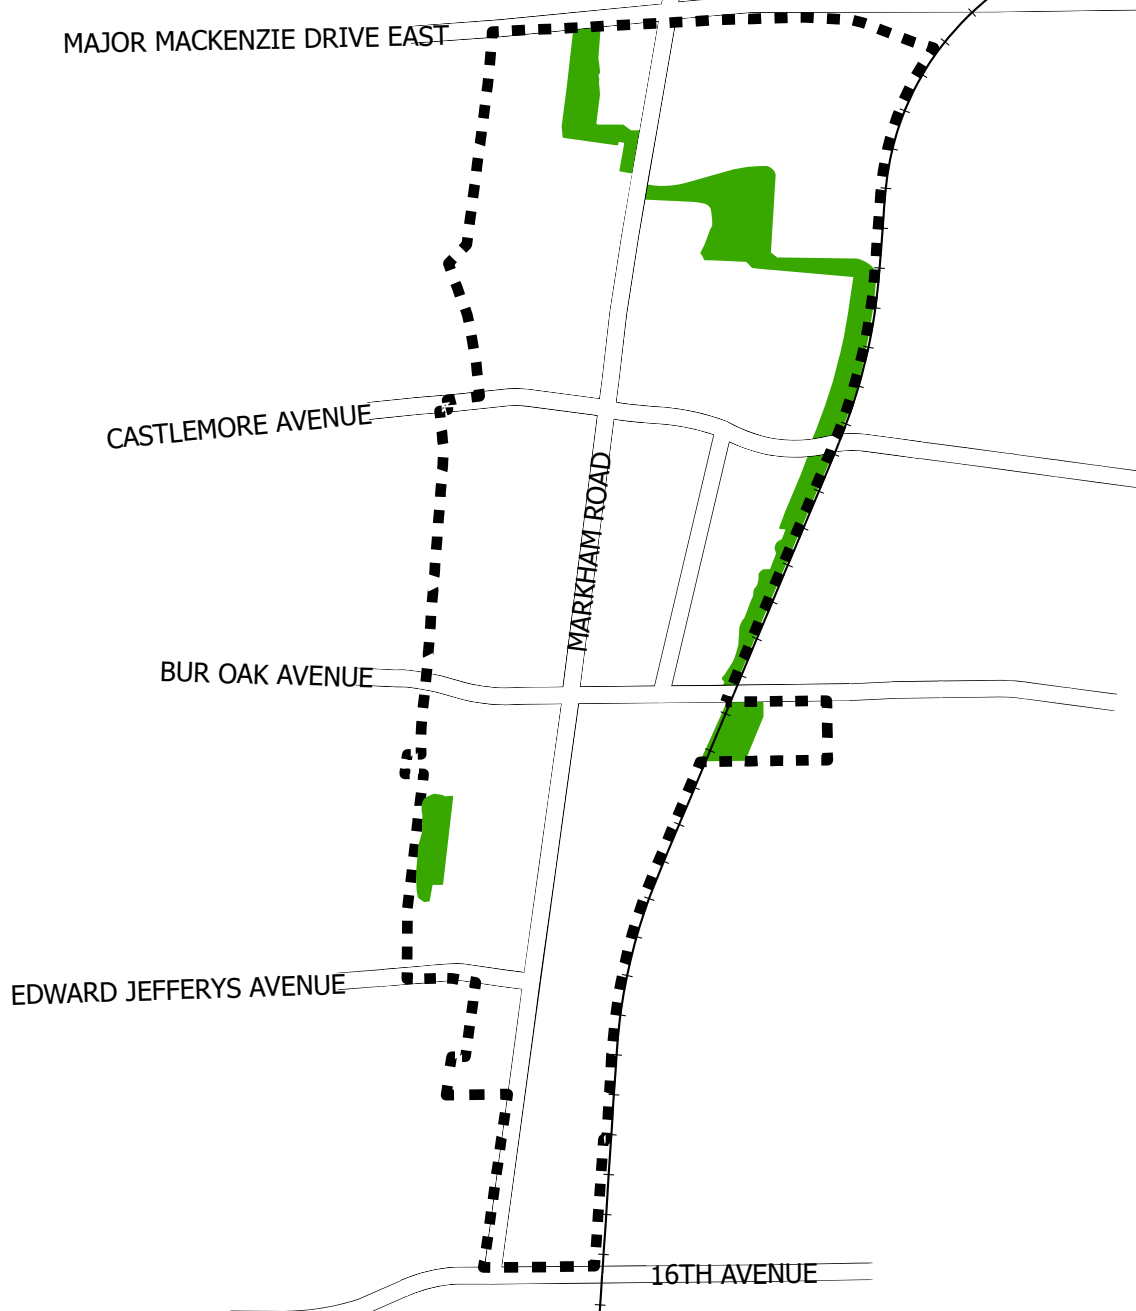 MAJOR MACKENZIE DRIVE EAST
CASTLEMORE AVENUE
MARKHAM ROAD
BUR OAK AVENUE
EDWARD JEFFERYS AVENUE
16TH AVENUE